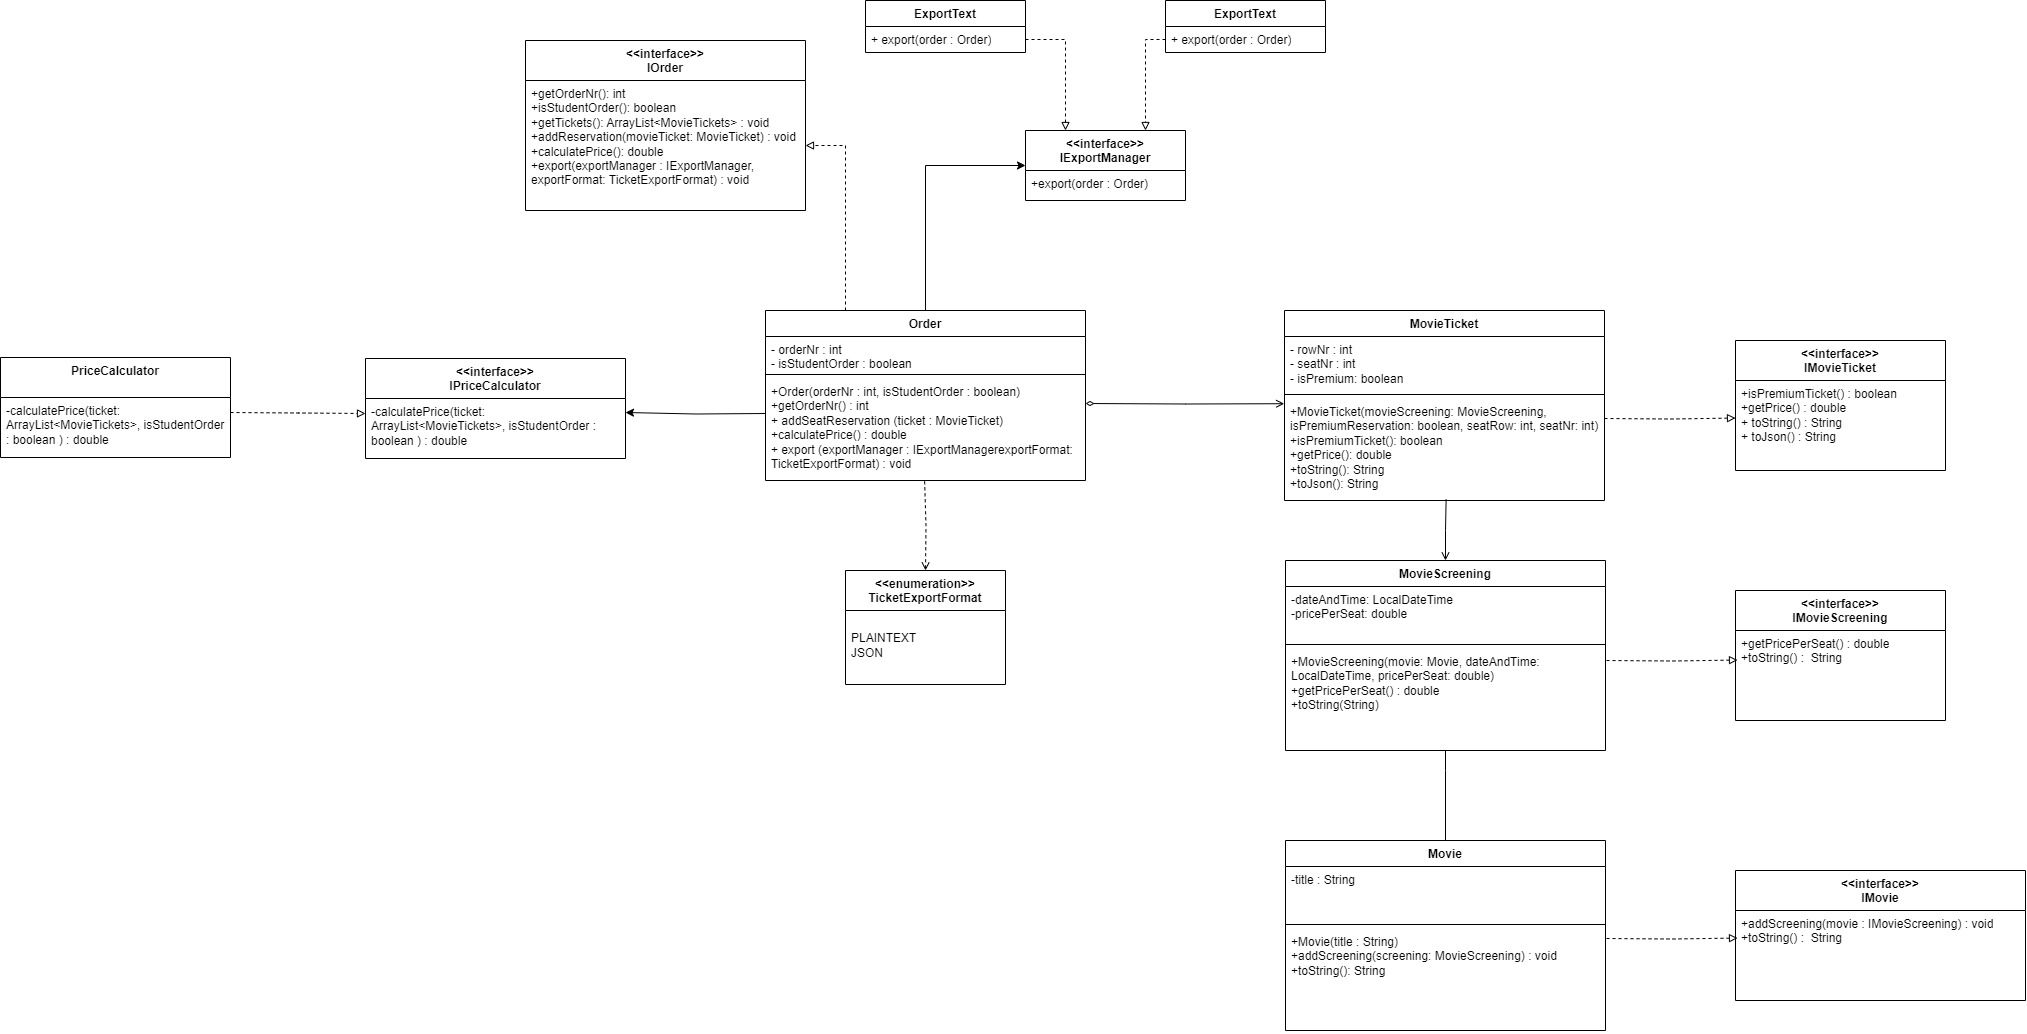 ExportText
+ export(order : Order)
ExportText
+ export(order : Order)
<<interface>>
IOrder
+getOrderNr(): int
+isStudentOrder(): boolean
+getTickets(): ArrayList<MovieTickets> : void
+addReservation(movieTicket: MovieTicket) : void
+calculatePrice(): double
+export(exportManager : IExportManager,
exportFormat: TicketExportFormat) : void
<<interface>>
IExportManager
+export(order : Order)
PriceCalculator
-calculatePrice(ticket:
ArrayList<MovieTickets>, isStudentOrder
: boolean ) : double
<<interface>>
IPriceCalculator
-calculatePrice(ticket:
ArrayList<MovieTickets>, isStudentOrder :
boolean ) : double
Order
- orderNr : int
- isStudentOrder : boolean
+Order(orderNr : int, isStudentOrder : boolean)
+getOrderNr() : int
+ addSeatReservation (ticket : MovieTicket)
+calculatePrice() : double
+ export (exportManager : IExportManagerexportFormat:
TicketExportFormat) : void
MovieTicket
- rowNr : int
- seatNr : int
- isPremium: boolean
+MovieTicket(movieScreening: MovieScreening,
isPremiumReservation: boolean, seatRow: int, seatNr: int)
+isPremiumTicket(): boolean
+getPrice(): double
+toString(): String
+toJson(): String
<<interface>>
IMovieTicket
+isPremiumTicket() : boolean
+getPrice() : double
+ toString() : String
+ toJson() : String
<<enumeration>>
TicketExportFormat
PLAINTEXT
JSON
MovieScreening
-dateAndTime: LocalDateTime
-pricePerSeat: double
+MovieScreening(movie: Movie, dateAndTime:
LocalDateTime, pricePerSeat: double)
+getPricePerSeat() : double
+toString(String)
<<interface>>
IMovieScreening
+getPricePerSeat() : double
+toString() :  String
Movie
-title : String
+Movie(title : String)
+addScreening(screening: MovieScreening) : void
+toString(): String
<<interface>>
IMovie
+addScreening(movie : IMovieScreening) : void
+toString() :  String